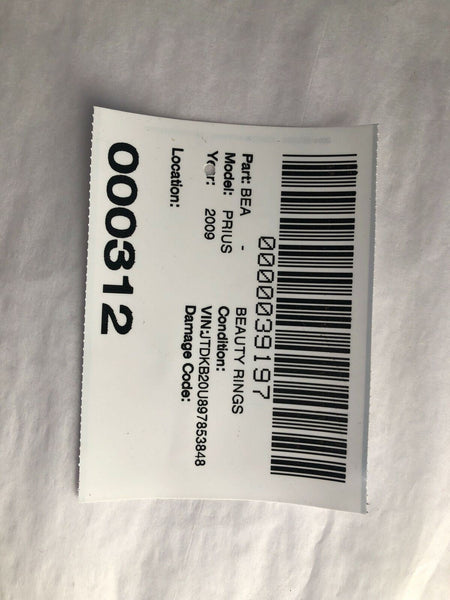 0000039197
Part: BEA - BEAUTY RINGS
Model: PRIUS Condition:
Year: 2009 VIN:JTDKB20U897853848
Damage Code:
Location:
000312